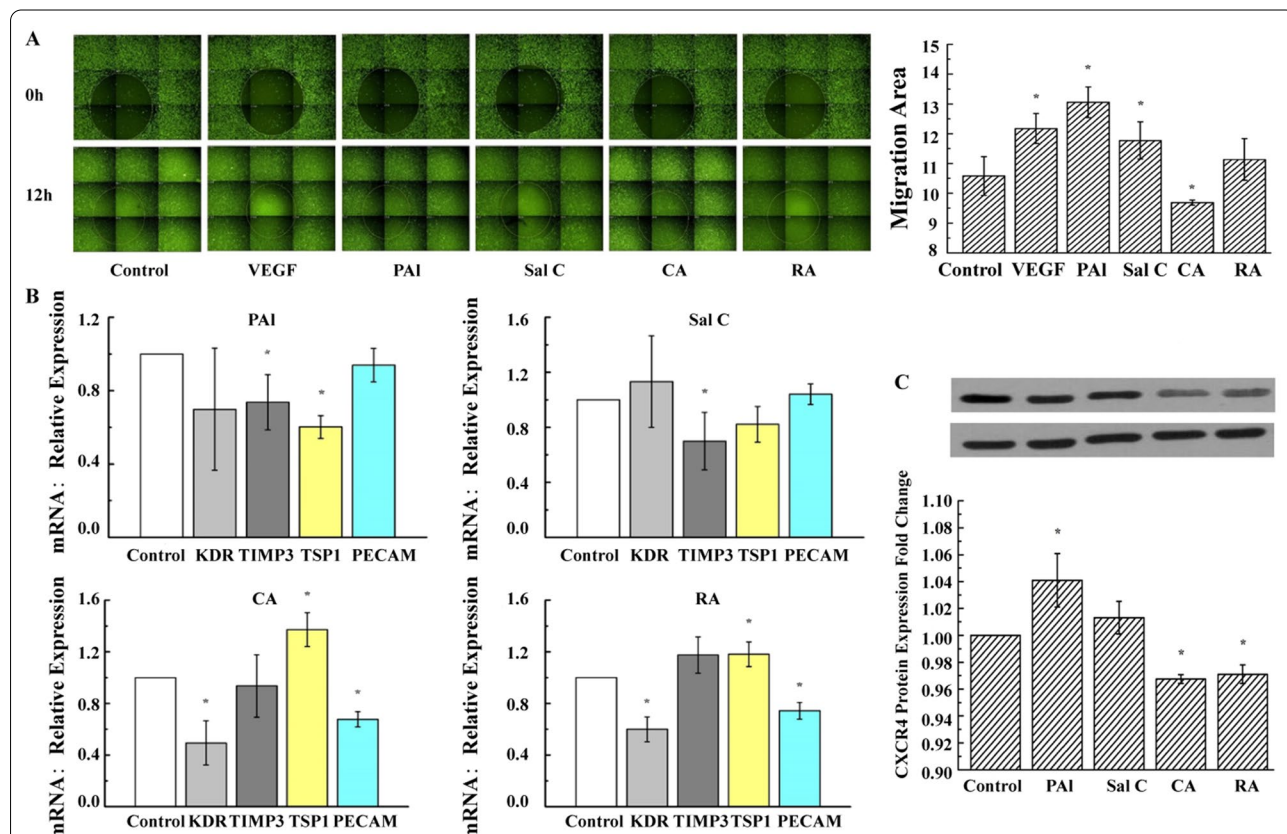 A
0h
12h
Control VEGF PAl Sal C CA RA
Migration Area
15
14
13
12
11
10
9
8
* * * *
Control VEGF PAl Sal C CA RA
B
PAl
mRNA: Relative Expression
1.2
0.8
0.4
0.0
* *
Control KDR TIMP3 TSP1 PECAM
Sal C
mRNA: Relative Expression
1.6
1.2
0.8
0.4
0.0
*
Control KDR TIMP3 TSP1 PECAM
CA
mRNA: Relative Expression
1.6
1.2
0.8
0.4
0.0
* * *
Control KDR TIMP3 TSP1 PECAM
RA
mRNA: Relative Expression
1.6
1.2
0.8
0.4
0.0
* * *
Control KDR TIMP3 TSP1 PECAM
C
CXCR4 Protein Expression Fold Change
1.10
1.08
1.06
1.04
1.02
1.00
0.98
0.96
0.94
0.92
0.90
* * *
Control PAl Sal C CA RA